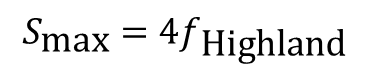 Smax = 4fHighland